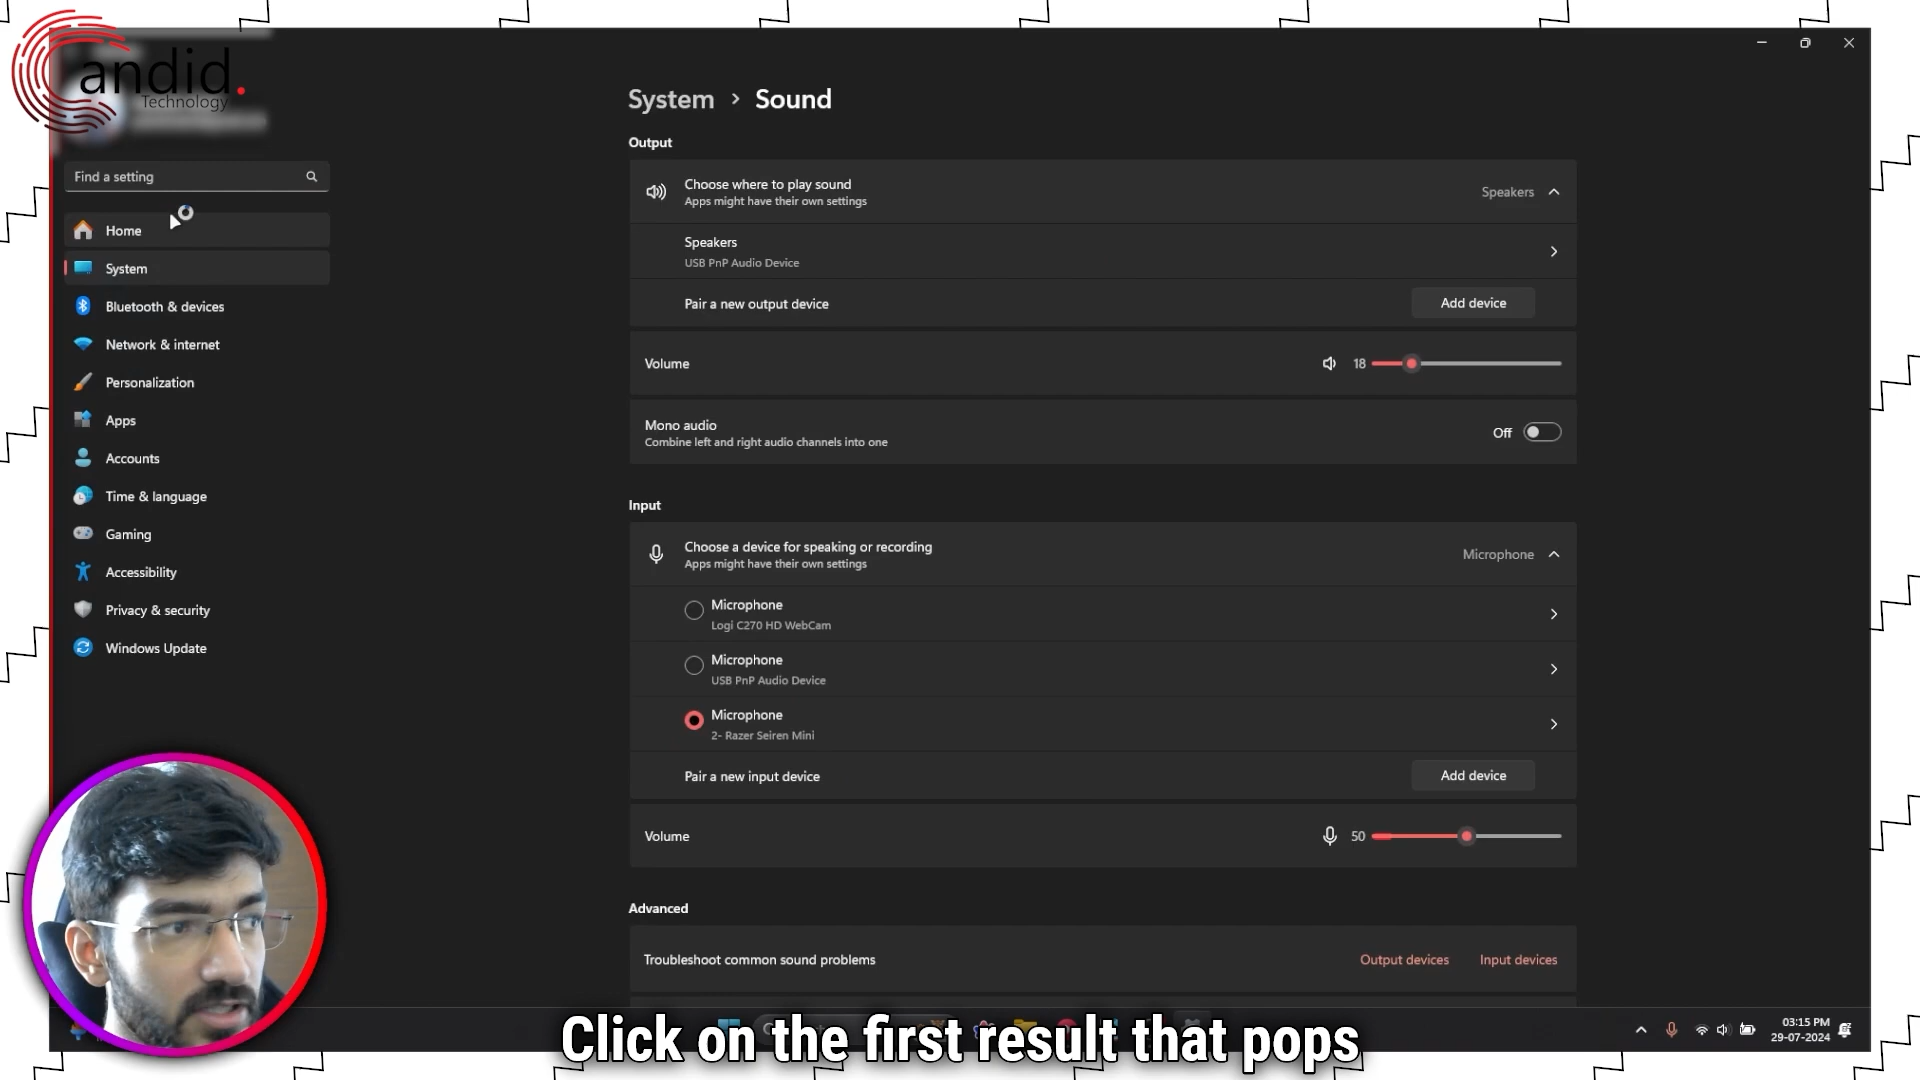 andid.
Technology
System > Sound
Find a setting
Home
System
Bluetooth & devices
Network & internet
Personalization
Apps
Accounts
Time & language
Gaming
Accessibility
Privacy & security
Windows Update
Output
Choose where to play sound
Apps might have their own settings
Speakers
Speakers
USB PnP Audio Device
Pair a new output device
Add device
Volume
18
Mono audio
Combine left and right audio channels into one
Off
Input
Choose a device for speaking or recording
Apps might have their own settings
Microphone
Microphone
Logi C270 HD WebCam
Microphone
USB PnP Audio Device
Microphone
2- Razer Seiren Mini
Pair a new input device
Add device
Volume
50
Advanced
Troubleshoot common sound problems
Output devices
Input devices
Click on the first result that pops
03:15 PM
29-07-2024